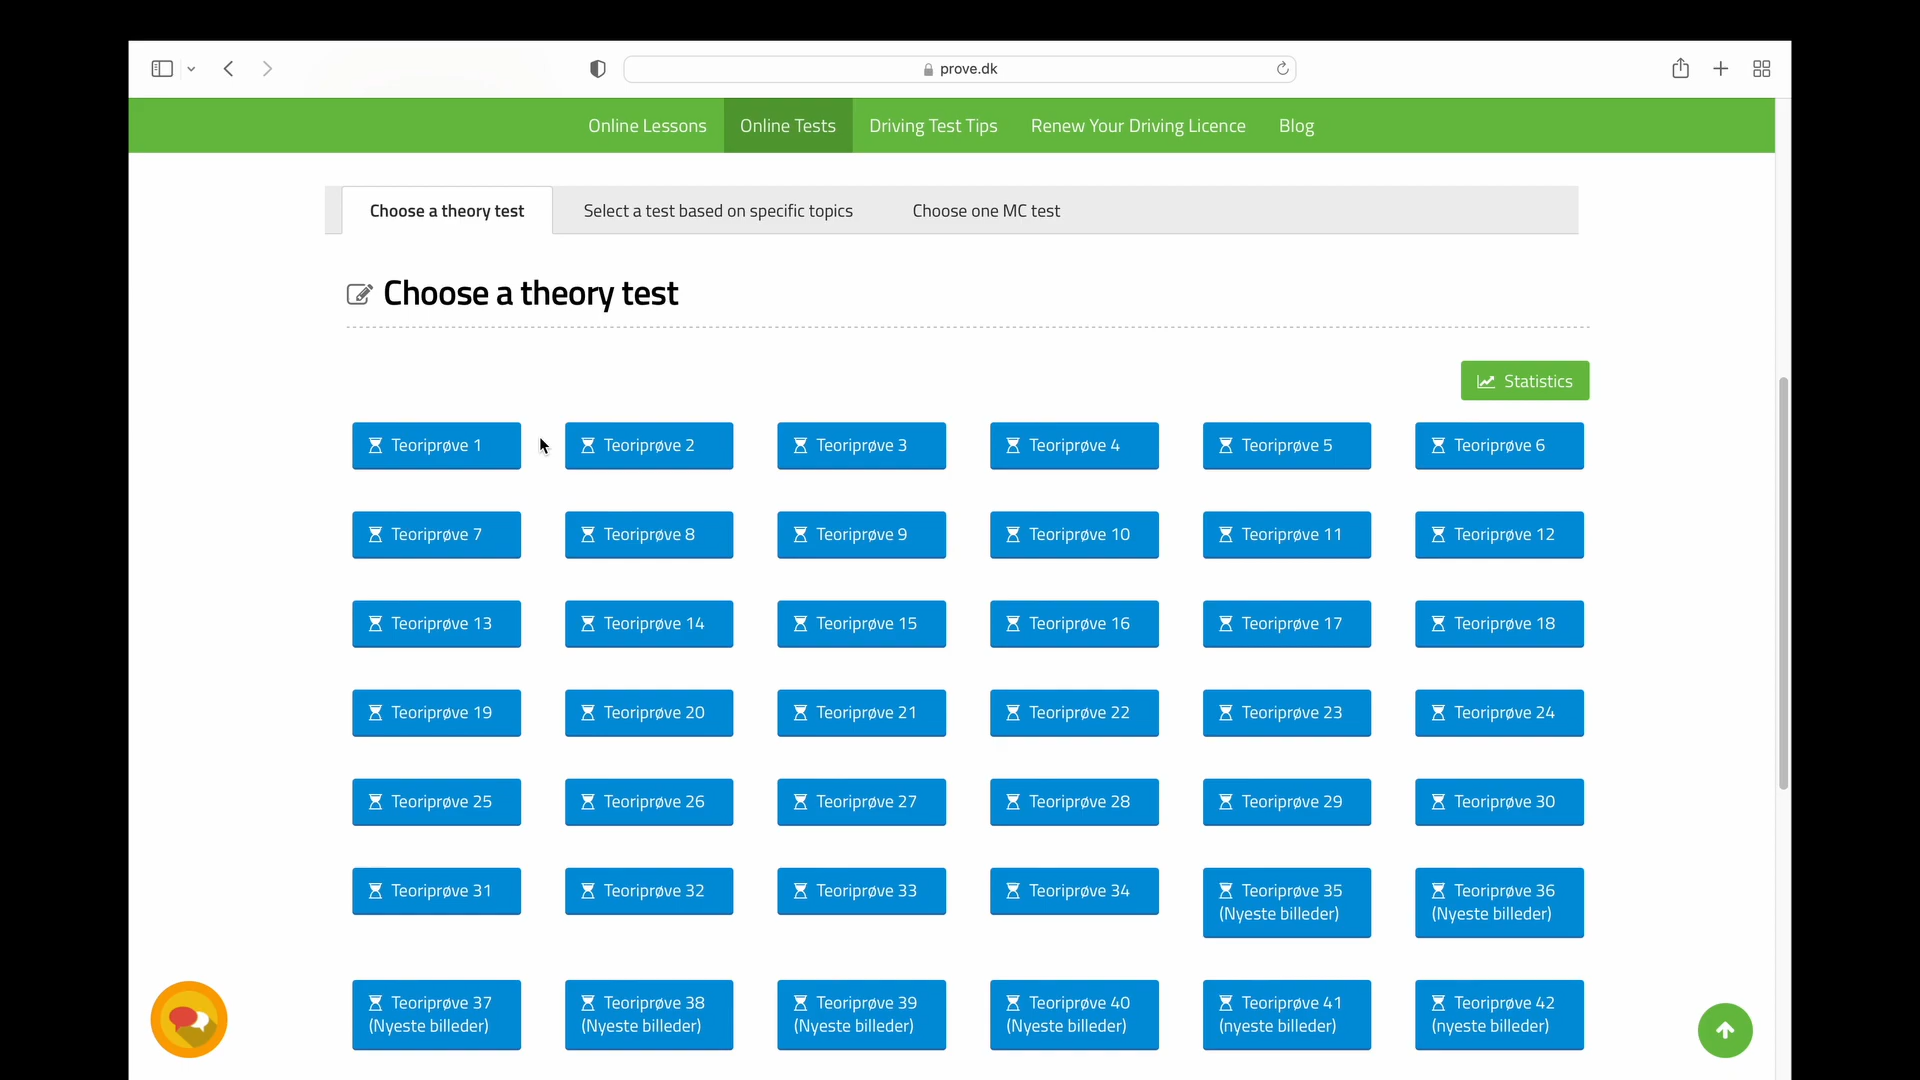 prove.dk
Online Lessons
Online Tests
Driving Test Tips
Renew Your Driving Licence
Blog
Choose a theory test
Select a test based on specific topics
Choose one MC test
Choose a theory test
Statistics
Teoriprøve 1
Teoriprøve 2
Teoriprøve 3
Teoriprøve 4
Teoriprøve 5
Teoriprøve 6
Teoriprøve 7
Teoriprøve 8
Teoriprøve 9
Teoriprøve 10
Teoriprøve 11
Teoriprøve 12
Teoriprøve 13
Teoriprøve 14
Teoriprøve 15
Teoriprøve 16
Teoriprøve 17
Teoriprøve 18
Teoriprøve 19
Teoriprøve 20
Teoriprøve 21
Teoriprøve 22
Teoriprøve 23
Teoriprøve 24
Teoriprøve 25
Teoriprøve 26
Teoriprøve 27
Teoriprøve 28
Teoriprøve 29
Teoriprøve 30
Teoriprøve 31
Teoriprøve 32
Teoriprøve 33
Teoriprøve 34
Teoriprøve 35
(Nyeste billeder)
Teoriprøve 36
(Nyeste billeder)
Teoriprøve 37
(Nyeste billeder)
Teoriprøve 38
(Nyeste billeder)
Teoriprøve 39
(Nyeste billeder)
Teoriprøve 40
(Nyeste billeder)
Teoriprøve 41
(nyeste billeder)
Teoriprøve 42
(nyeste billeder)